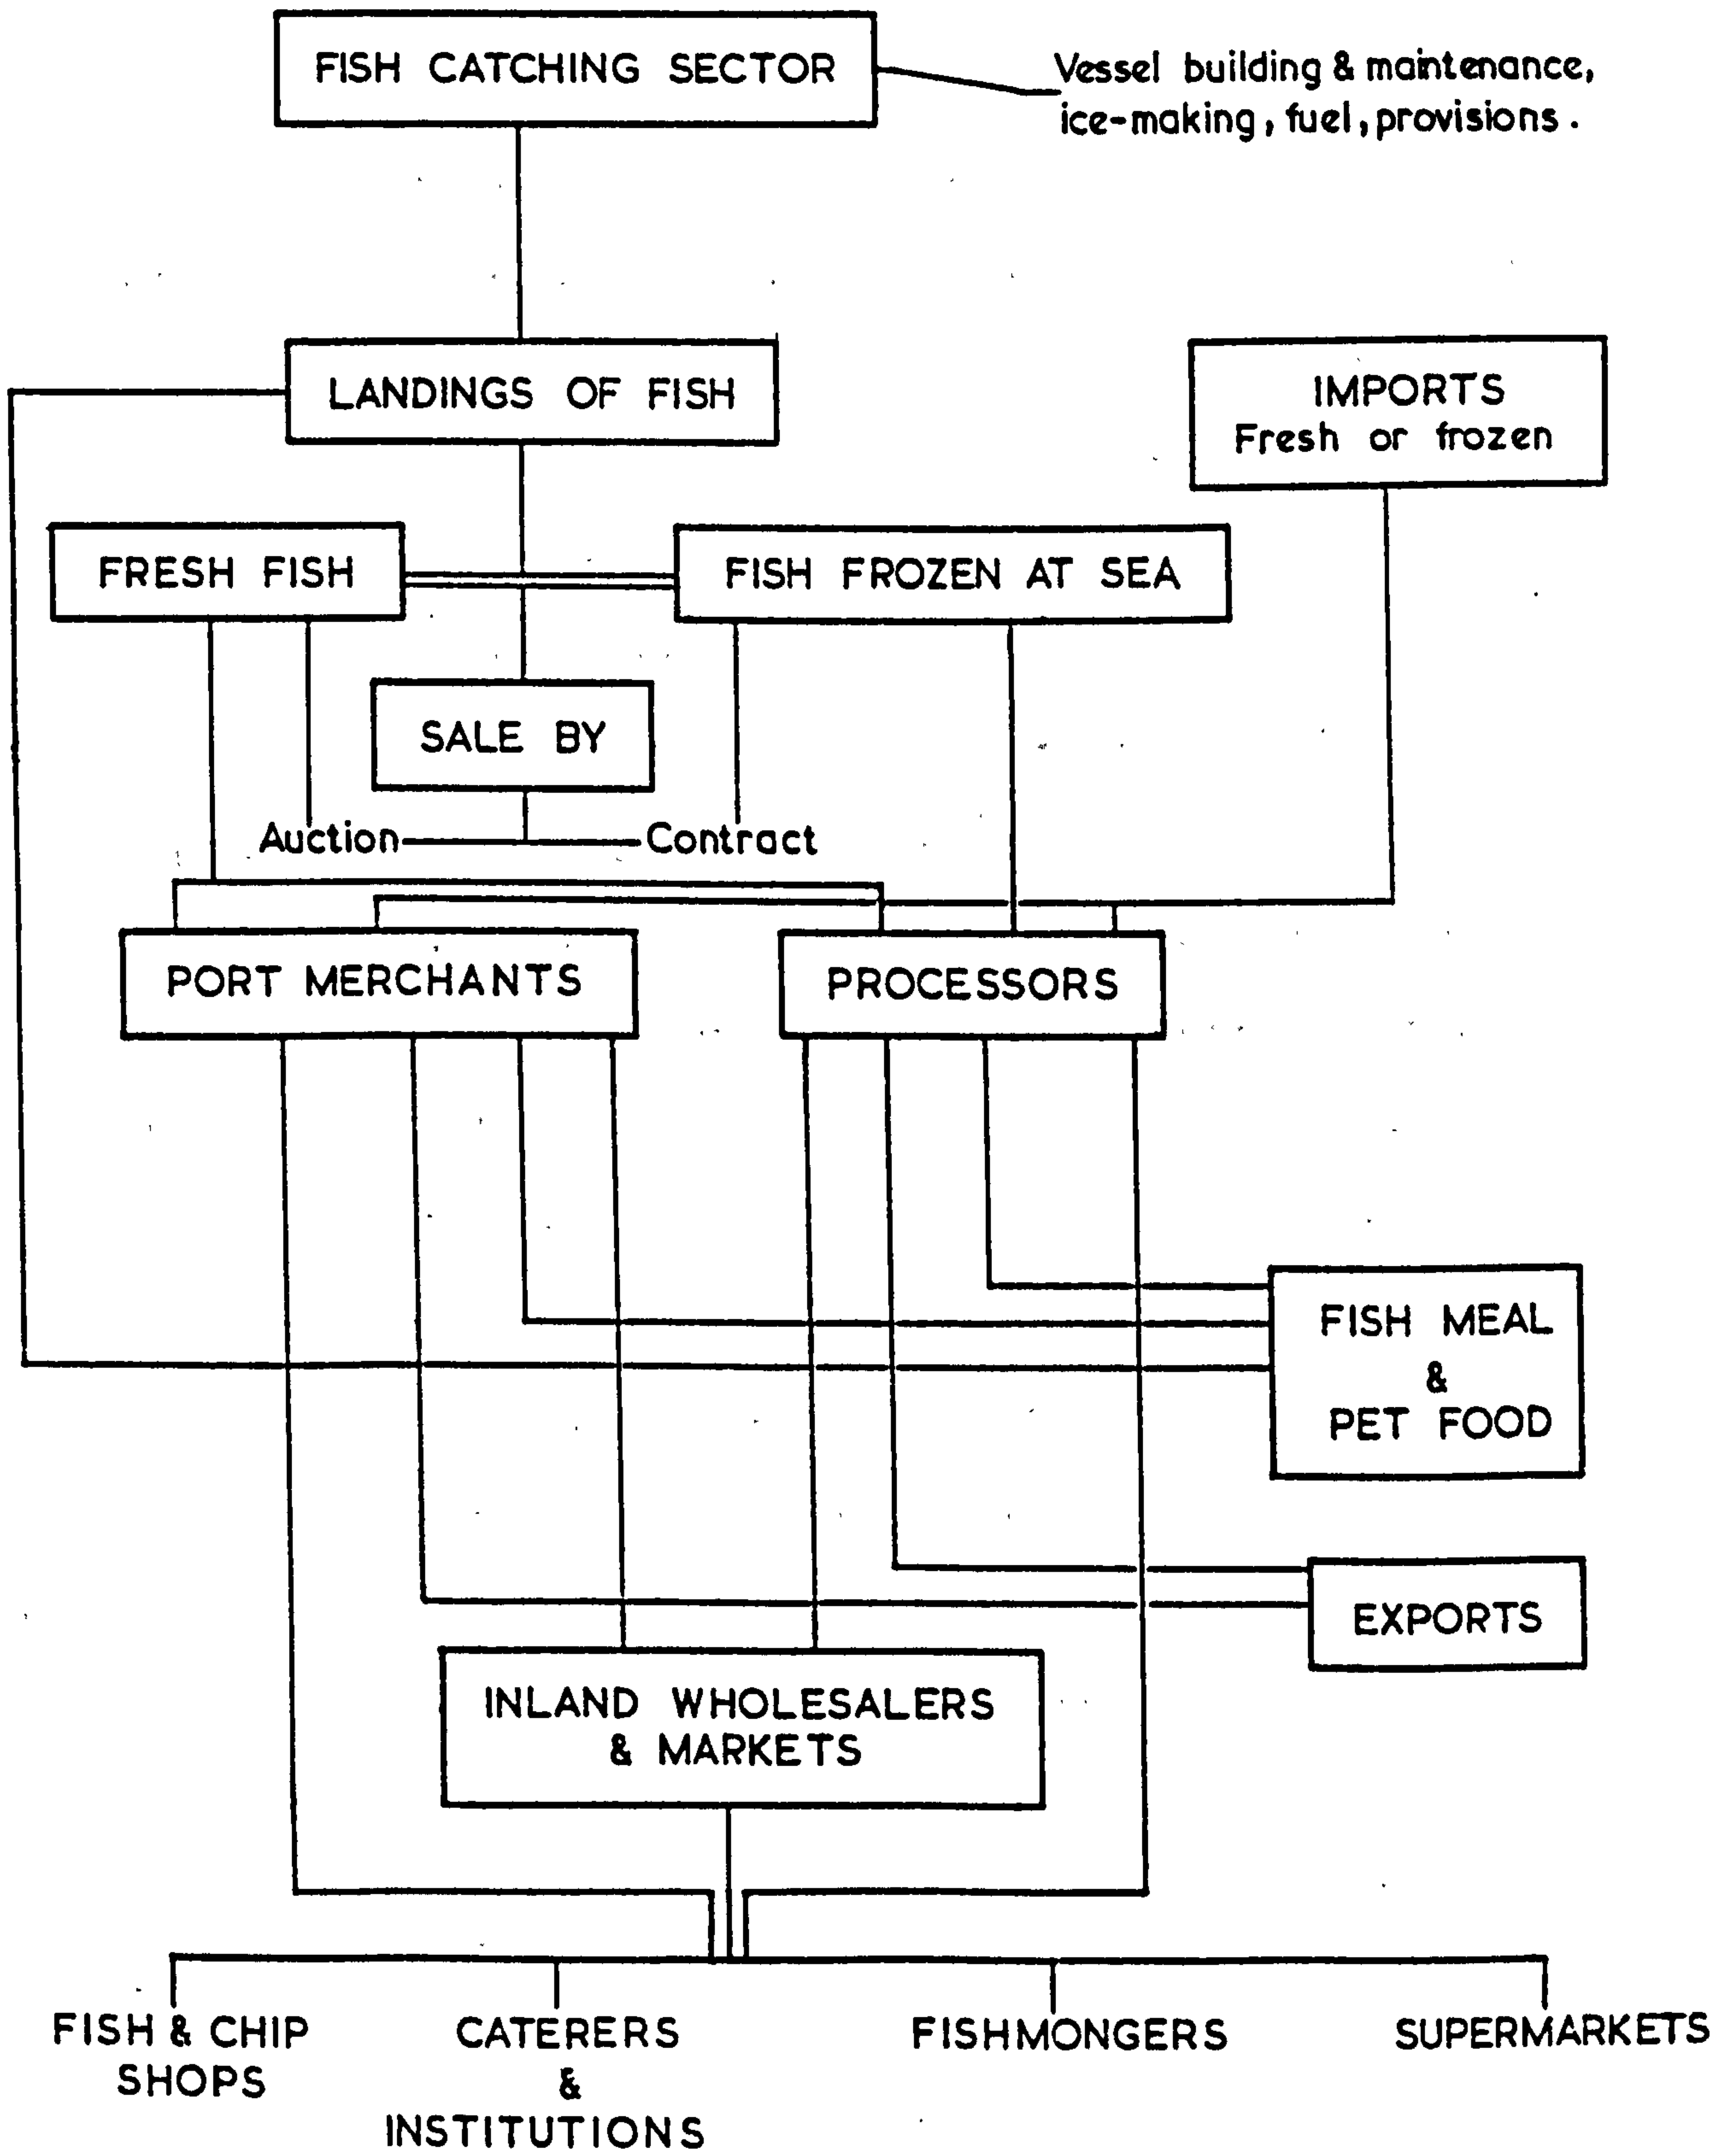 FISH CATCHING SECTOR
Vessel building & maintenance,
ice-making, fuel, provisions.
LANDINGS OF FISH
IMPORTS
Fresh or frozen
FRESH FISH
FISH FROZEN AT SEA
SALE BY
Auction
Contract
PORT MERCHANTS
PROCESSORS
FISH MEAL
&
PET FOOD
EXPORTS
INLAND WHOLESALERS
& MARKETS
FISH & CHIP
SHOPS
CATERERS
&
INSTITUTIONS
FISHMONGERS
SUPERMARKETS